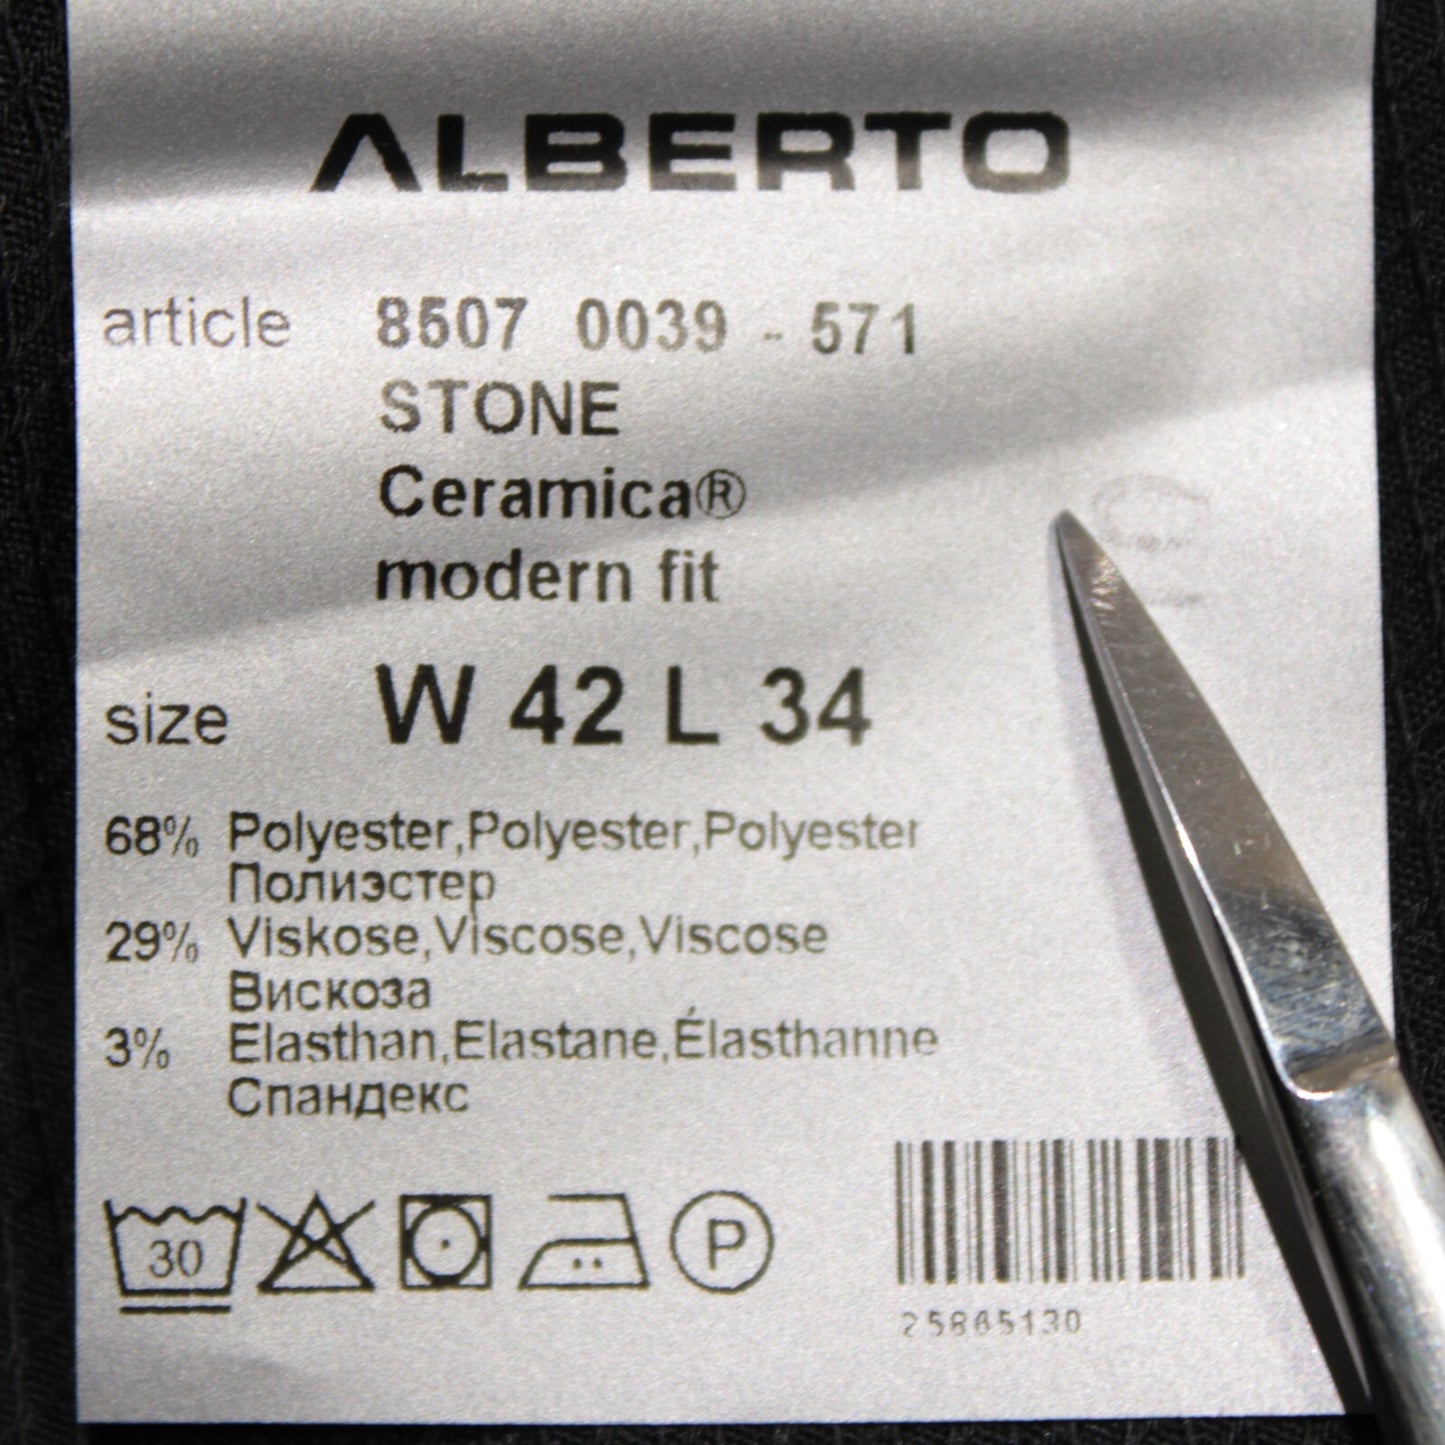 ALBERTO
article 8507 0039 - 571
STONE
Ceramica®
modern fit
size W 42 L 34
68% Polyester,Polyester,Polyester
Полиэстер
29% Viskose,Viscose,Viscose
Вискоза
3% Elasthan,Elastane,Élasthanne
Спандекс
30 P